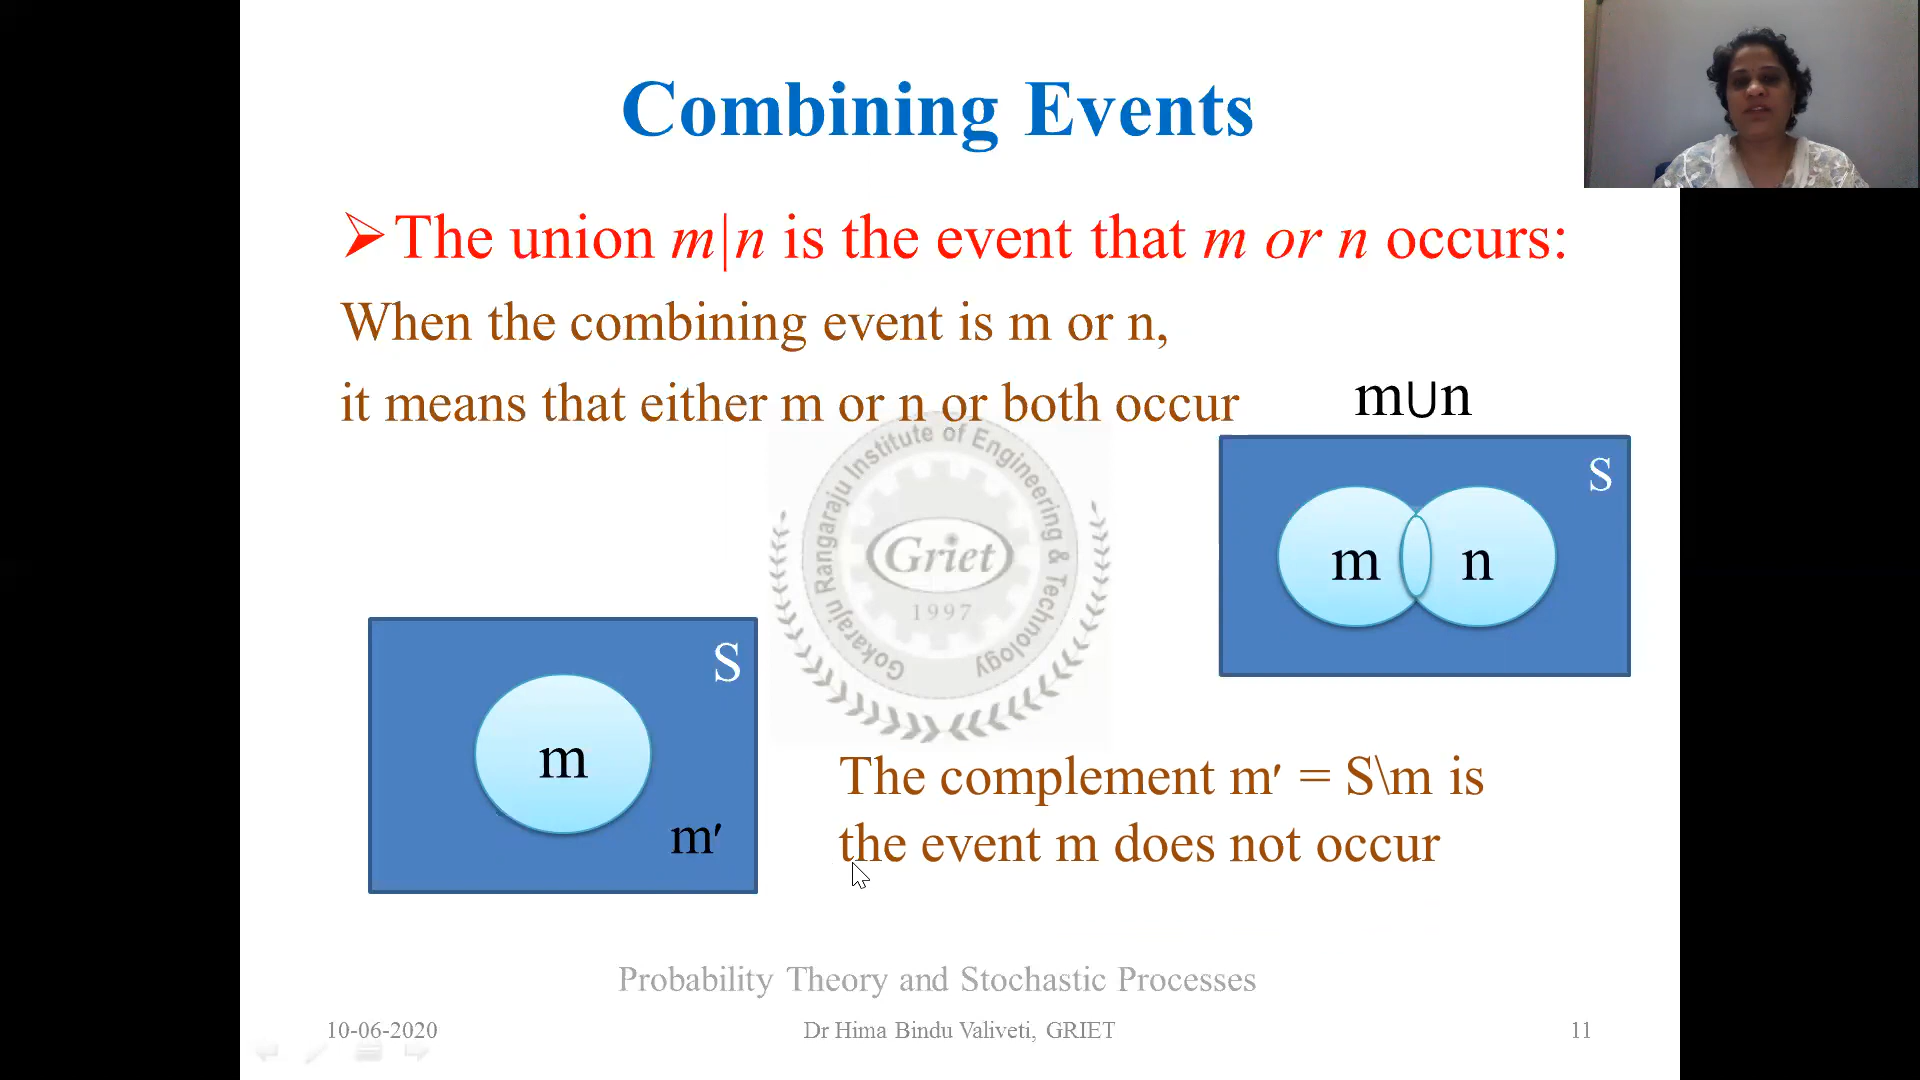 Combining Events
➢The union m|n is the event that m or n occurs:
When the combining event is m or n,
it means that either m or n or both occur
m∪n
S
m n
Gokaraju Rangaraju Institute of Engineering & Technology
Griet
1997
S
m
m′
The complement m′ = S\m is
the event m does not occur
Probability Theory and Stochastic Processes
10-06-2020
Dr Hima Bindu Valiveti, GRIET
11